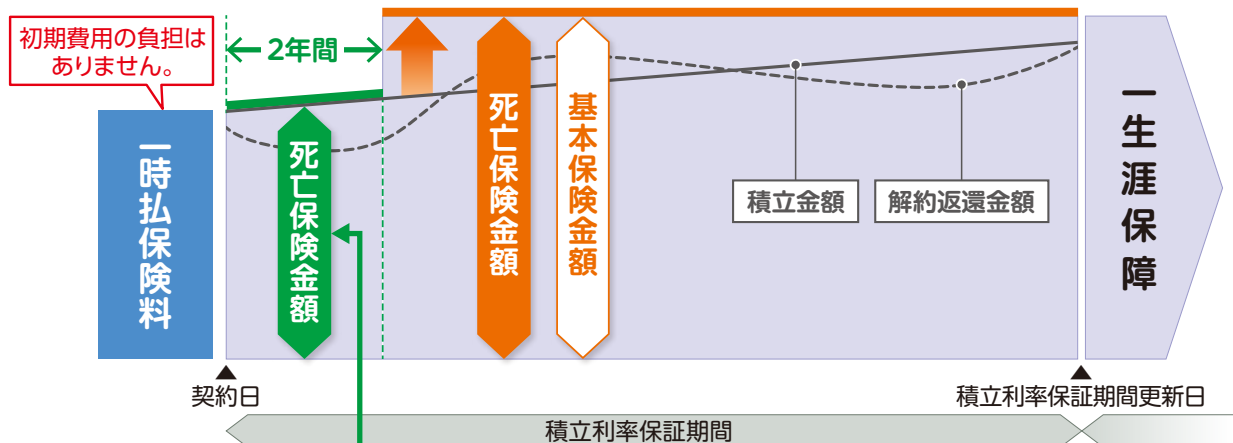 初期費用の負担は
ありません。
2年間
一時払保険料
死亡保険金額
死亡保険金額
基本保険金額
積立金額
解約返還金額
一生涯保障
契約日
積立利率保証期間更新日
積立利率保証期間